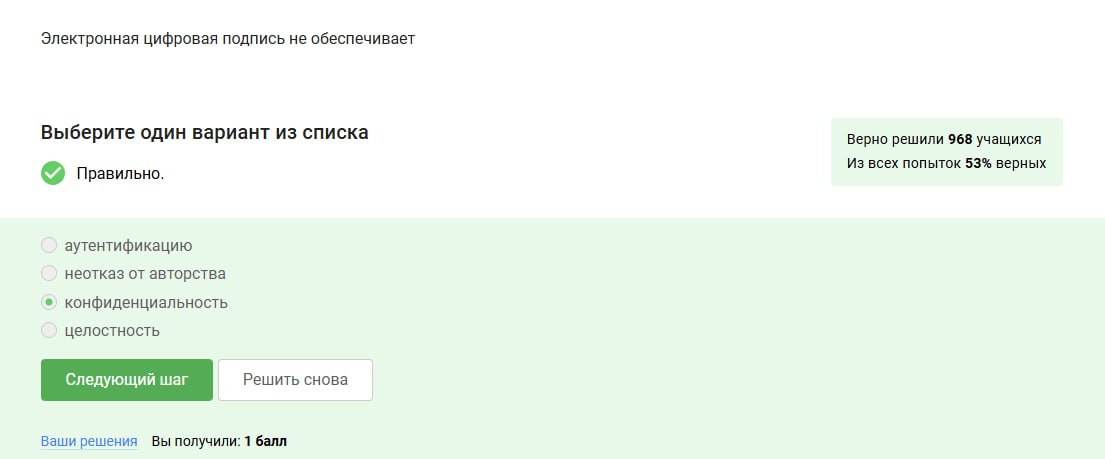 Электронная цифровая подпись не обеспечивает
Выберите один вариант из списка
Правильно.
Верно решили 968 учащихся
Из всех попыток 53% верных
аутентификацию
неотказ от авторства
конфиденциальность
целостность
Следующий шаг
Решить снова
Ваши решения Вы получили: 1 балл